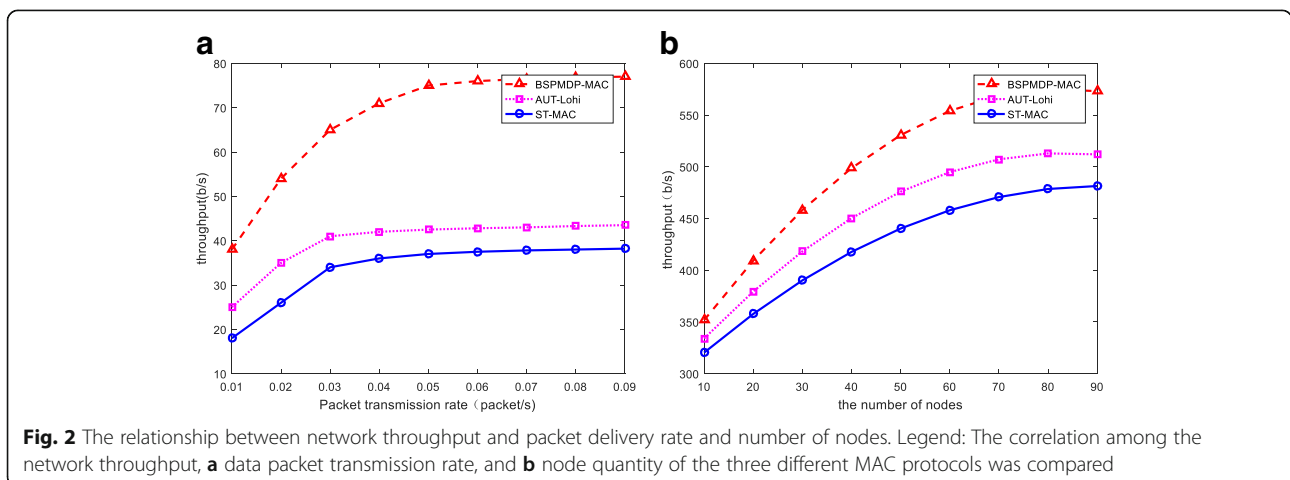 a
80
70
60
50
40
30
20
10
throughput(b/s)
0.01 0.02 0.03 0.04 0.05 0.06 0.07 0.08 0.09
Packet transmission rate（packet/s)
BSPMDP-MAC
AUT-Lohi
ST-MAC
b
600
550
500
450
400
350
300
throughput（b/s)
10 20 30 40 50 60 70 80 90
the number of nodes
BSPMDP-MAC
AUT-Lohi
ST-MAC
Fig. 2 The relationship between network throughput and packet delivery rate and number of nodes. Legend: The correlation among the
network throughput, a data packet transmission rate, and b node quantity of the three different MAC protocols was compared